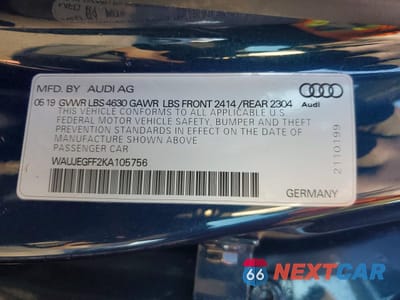 MFD. BY AUDI AG
05 19 GVWR LBS 4630 GAWR LBS FRONT 2414 / REAR 2304
THIS VEHICLE CONFORMS TO ALL APPLICABLE U.S
FEDERAL MOTOR VEHICLE SAFETY, BUMPER AND THEFT
PREVENTION STANDARDS IN EFFECT ON THE DATE OF
MANUFACTURE SHOWN ABOVE.
PASSENGER CAR
WAUJEGFF2KA105756
GERMANY
Audi
2110199
66 NEXTCAR